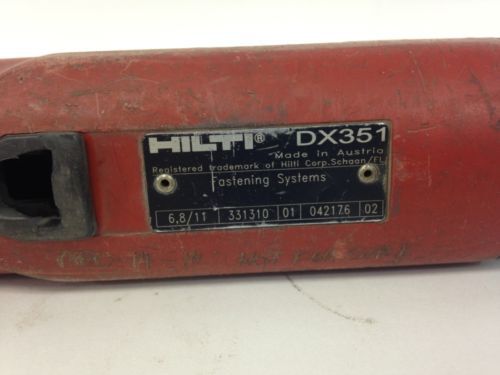 HILTI® DX351
Made in Austria
Registered trademark of Hilti Corp.Schaan/FL
Fastening Systems
6,8/11 331310 01 042176 02